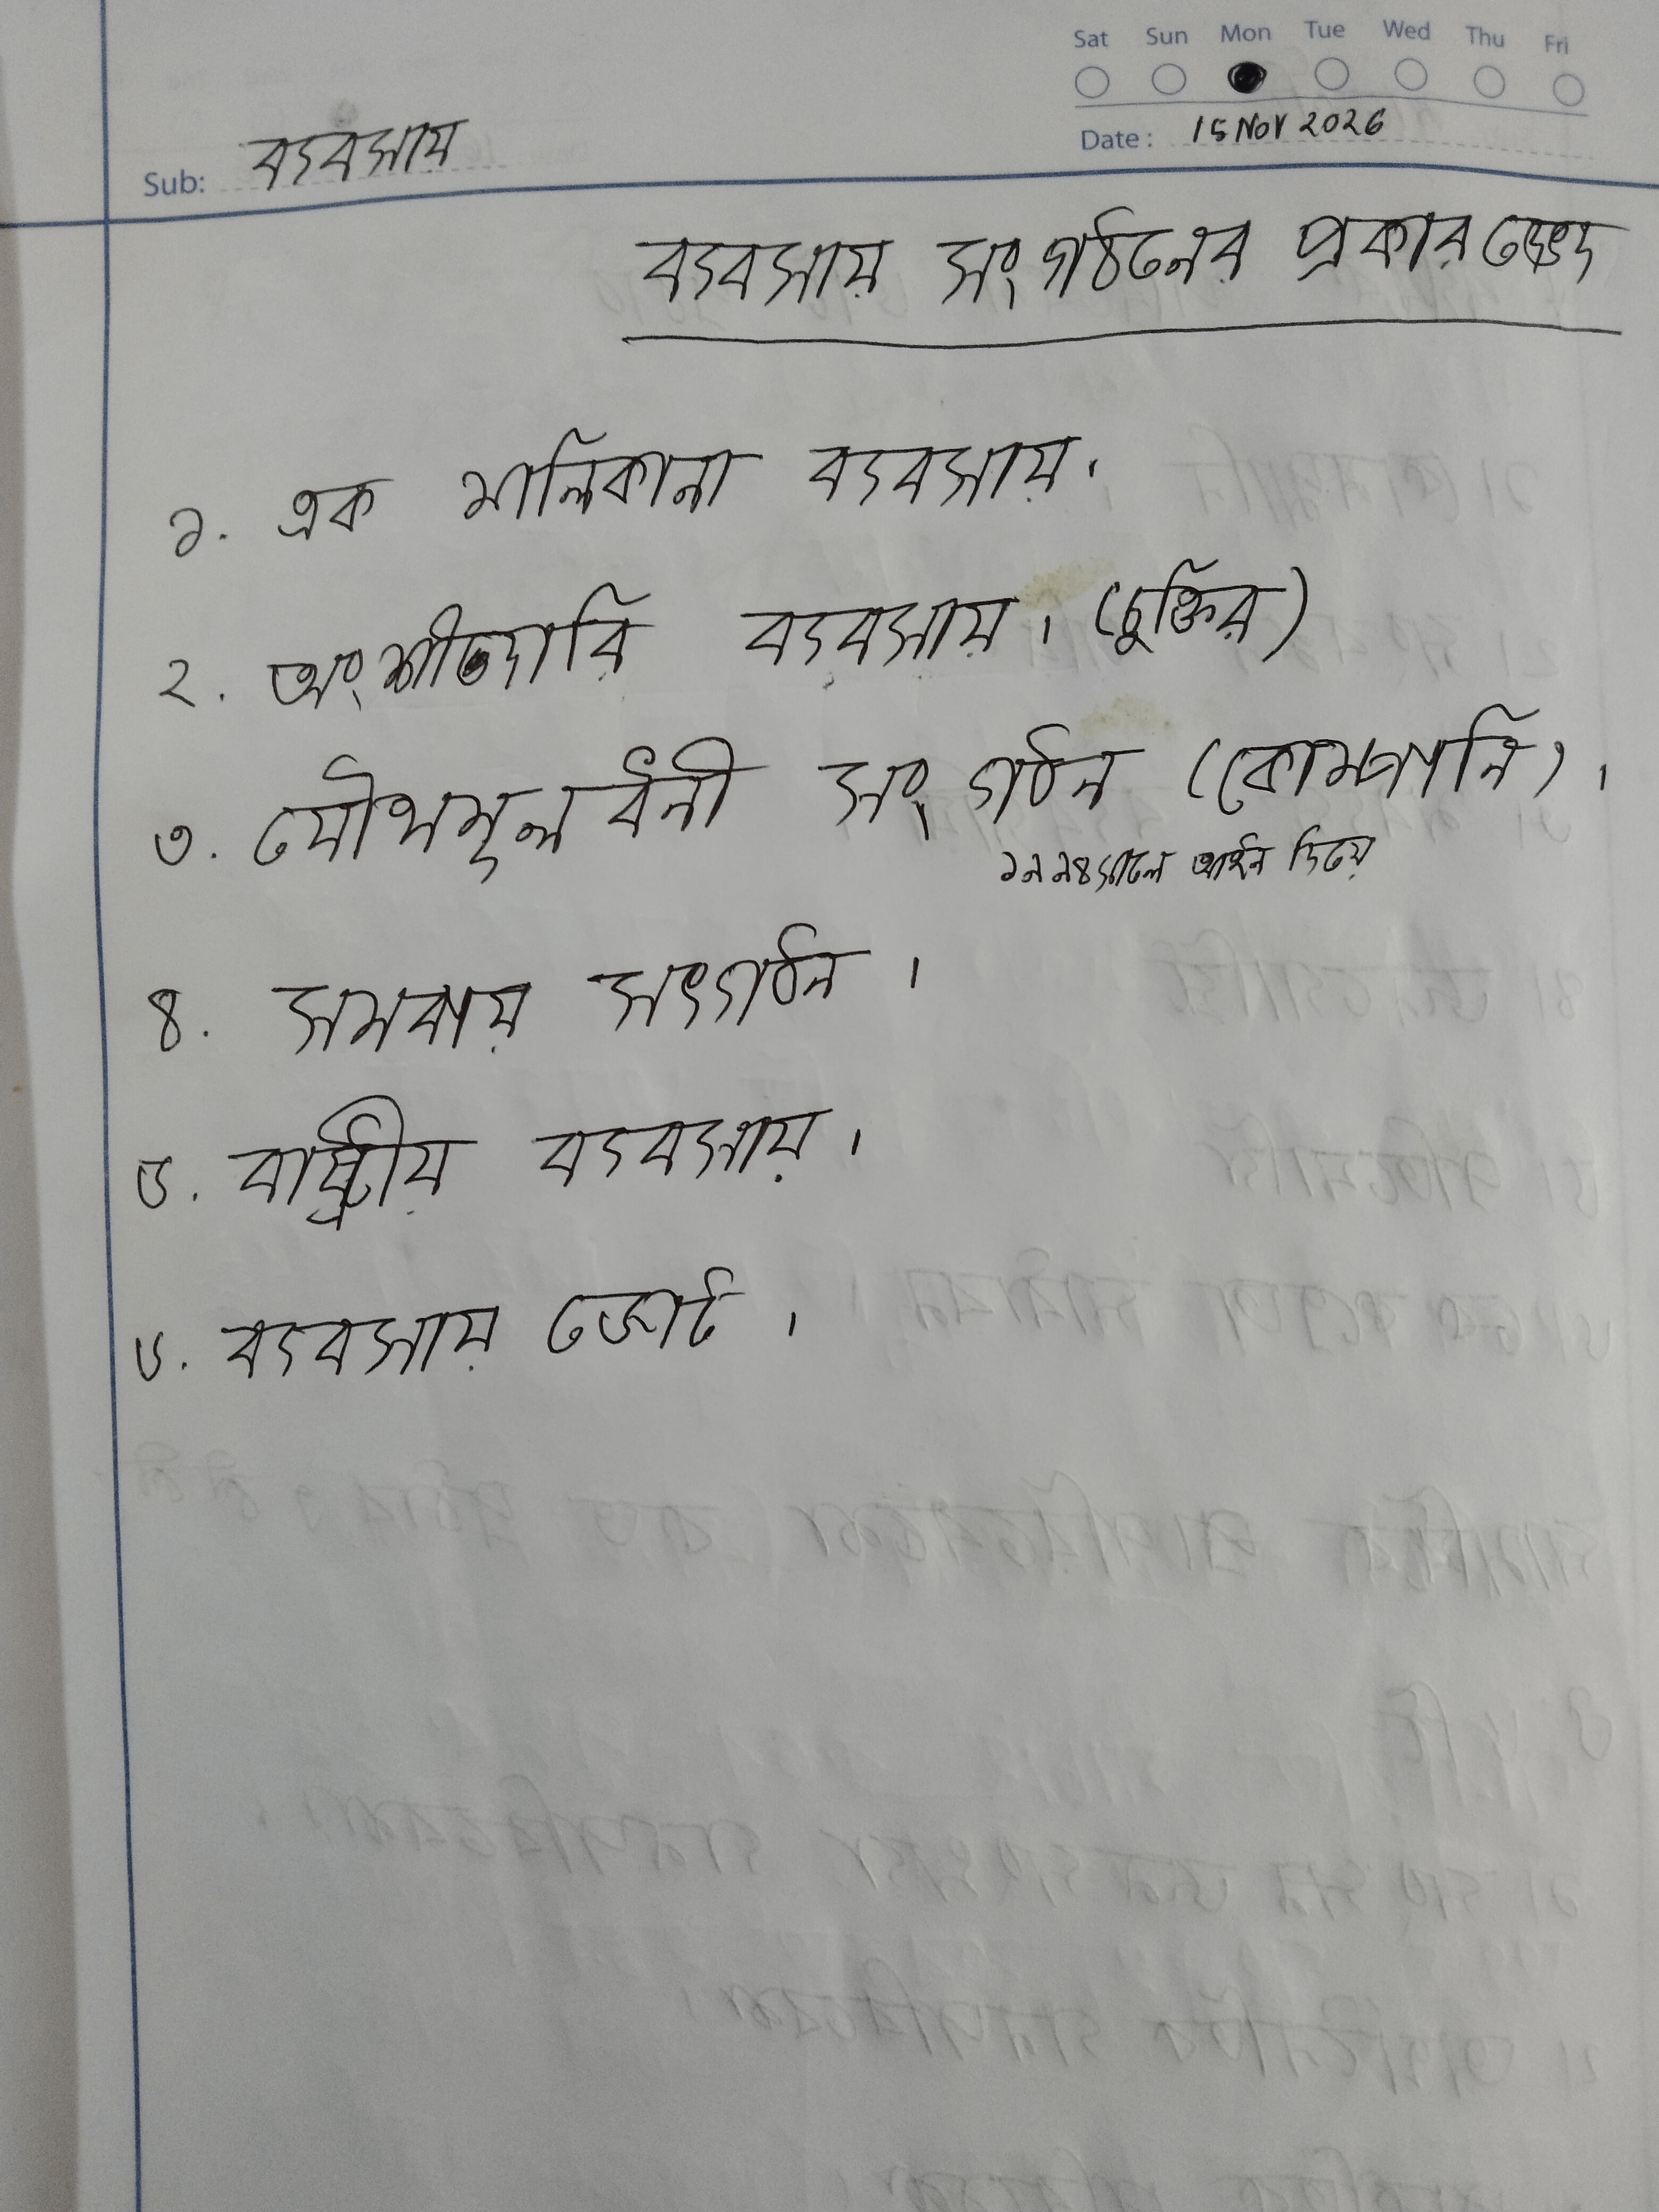 Sat Sun Mon Tue Wed Thu Fri
Date: 15 Nov 2026
Sub: ব্যবসায়
ব্যবসায় সংগঠনের প্রকারভেদ
১. এক মালিকানা ব্যবসায়.
২. অংশীদারি ব্যবসায়। (চুক্তির)
৩. যৌথমূলধনী সংগঠন (কোম্পানি)।
১৯৯৪সালে আইন দিয়ে
৪. সমবায় সংগঠন।
৫. রাষ্ট্রীয় ব্যবসায়।
৬. ব্যবসায় জোট।